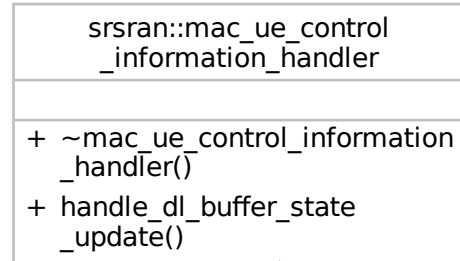 srsran::mac_ue_control
_information_handler
+ ~mac_ue_control_information
_handler()
+ handle_dl_buffer_state
_update()